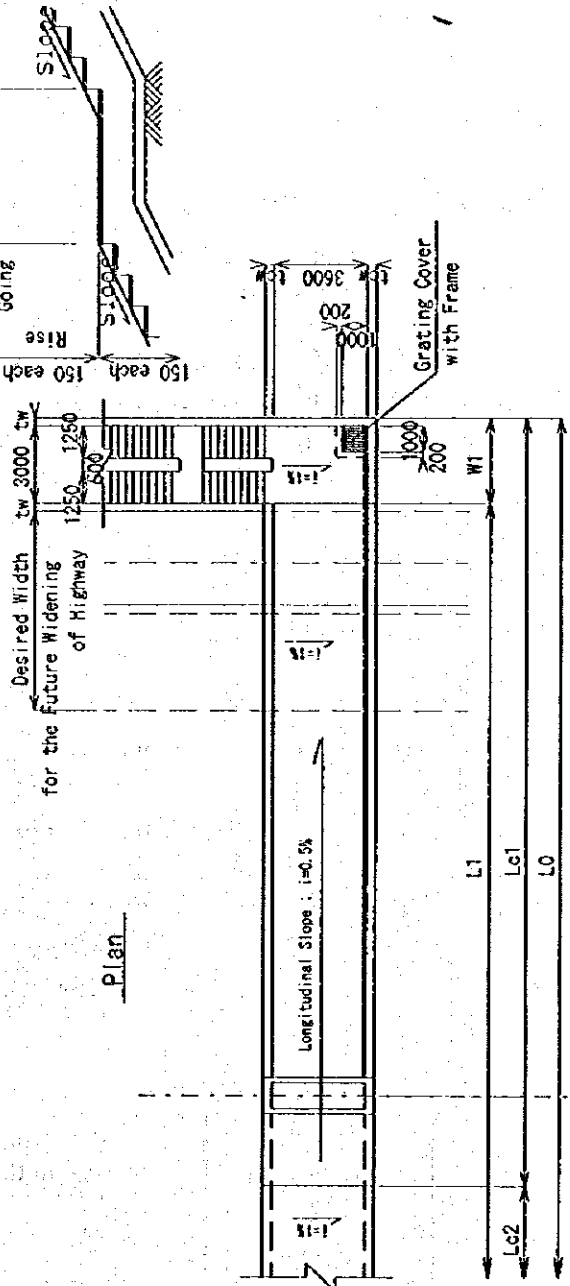 Slope
Going
Slope
Rise
150 each
150 each
tw 3000 tw
1250 1250
600
Desired Width
for the Future Widening
of Highway
Plan
i=1%
i=1%
i=1%
Longitudinal Slope : i=0.5%
tw
3600
tw
200
1000
Grating Cover
with Frame
1000
200
W1
L1
Lc1
Lc2
L0